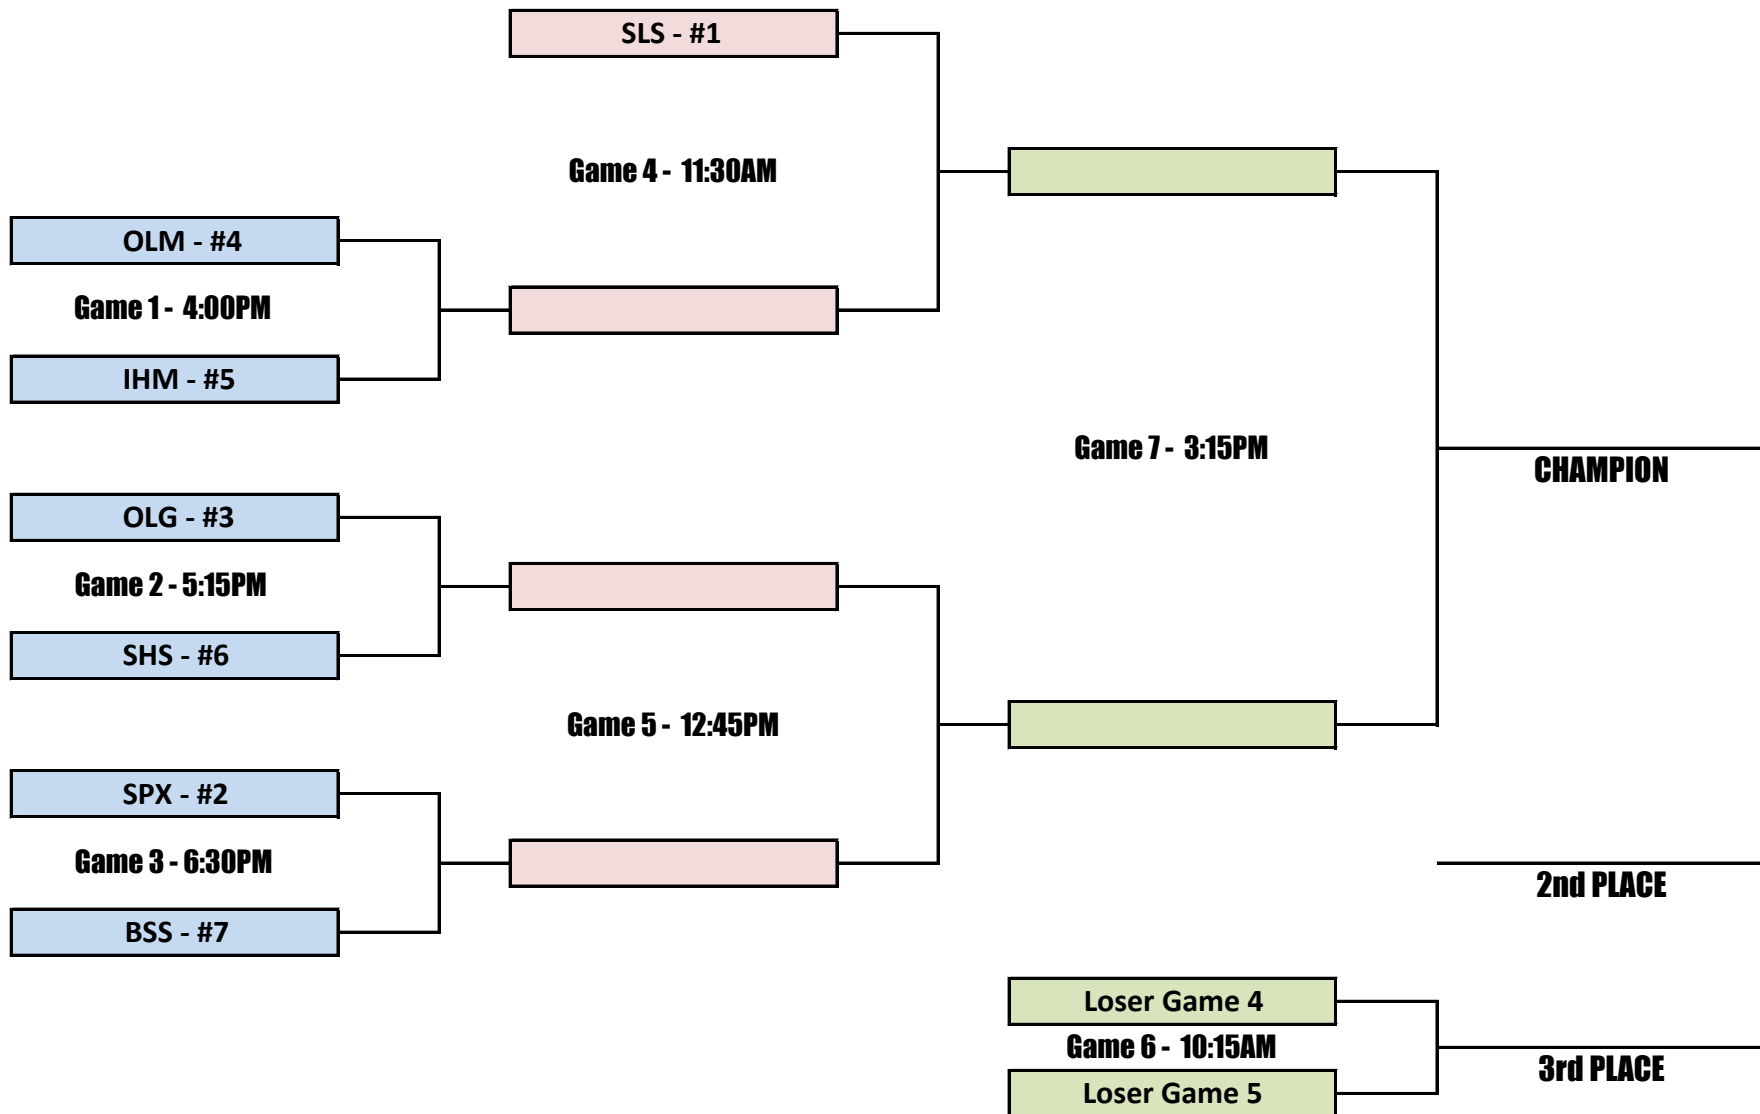 SLS - #1
Game 4 - 11:30AM
OLM - #4
Game 1 - 4:00PM
IHM - #5
Game 7 - 3:15PM
CHAMPION
OLG - #3
Game 2 - 5:15PM
SHS - #6
Game 5 - 12:45PM
SPX - #2
Game 3 - 6:30PM
BSS - #7
2nd PLACE
Loser Game 4
Game 6 - 10:15AM
3rd PLACE
Loser Game 5